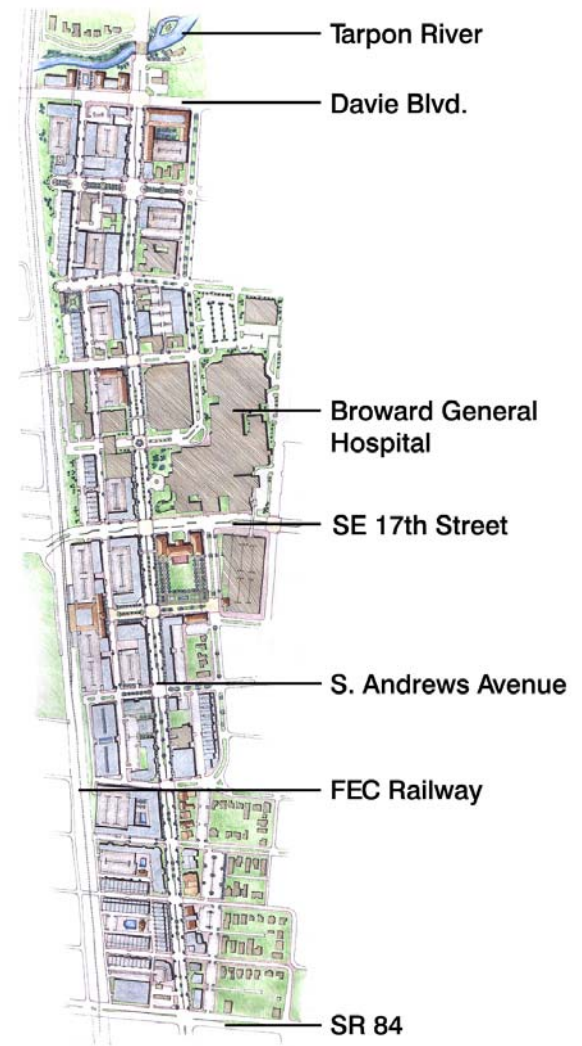 Tarpon River
Davie Blvd.
Broward General
Hospital
SE 17th Street
S. Andrews Avenue
FEC Railway
SR 84